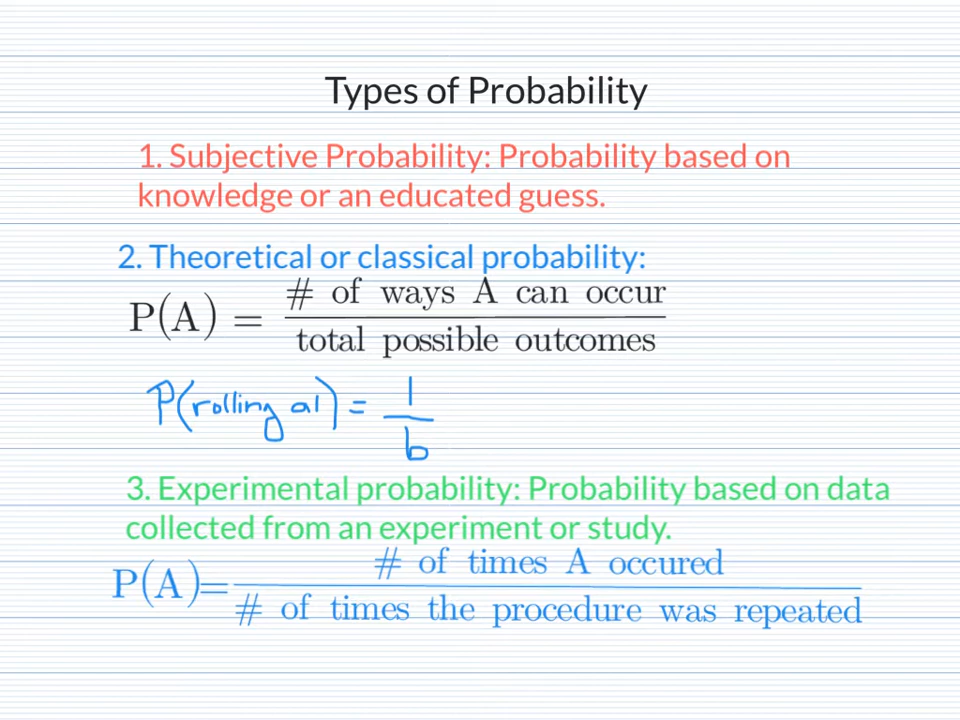 Types of Probability
1. Subjective Probability: Probability based on
knowledge or an educated guess.
2. Theoretical or classical probability:
P(A) = # of ways A can occur / total possible outcomes
P(rolling a 1) = 1 / 6
3. Experimental probability: Probability based on data
collected from an experiment or study.
P(A)= # of times A occured / # of times the procedure was repeated